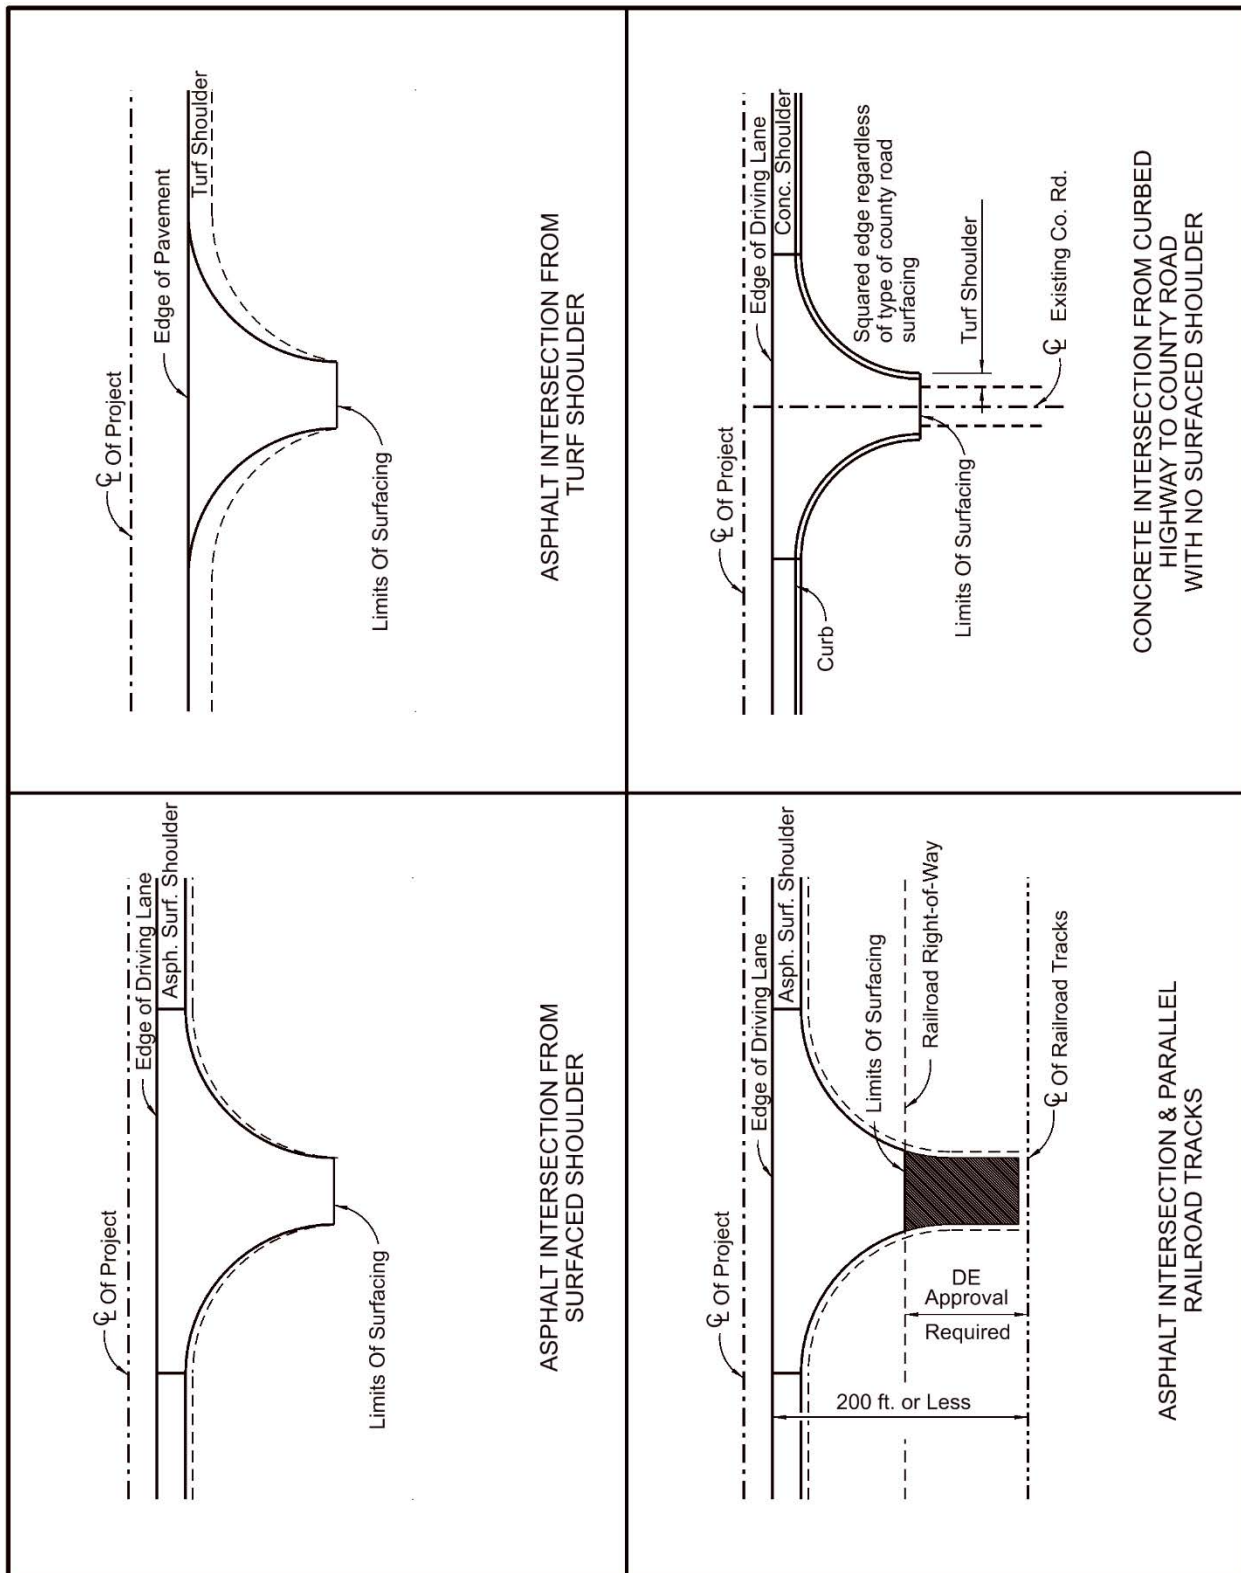 ℄ Of Project
Edge of Driving Lane
Asph. Surf. Shoulder
Limits Of Surfacing
ASPHALT INTERSECTION FROM
SURFACED SHOULDER
℄ Of Project
Edge of Pavement
Turf Shoulder
Limits Of Surfacing
ASPHALT INTERSECTION FROM
TURF SHOULDER
℄ Of Project
Edge of Driving Lane
Asph. Surf. Shoulder
Limits Of Surfacing
Railroad Right-of-Way
DE
Approval
Required
200 ft. or Less
℄ Of Railroad Tracks
ASPHALT INTERSECTION & PARALLEL
RAILROAD TRACKS
℄ Of Project
Edge of Driving Lane
Conc. Shoulder
Curb
Squared edge regardless
of type of county road
surfacing
Limits Of Surfacing
Turf Shoulder
℄ Existing Co. Rd.
CONCRETE INTERSECTION FROM CURBED
HIGHWAY TO COUNTY ROAD
WITH NO SURFACED SHOULDER